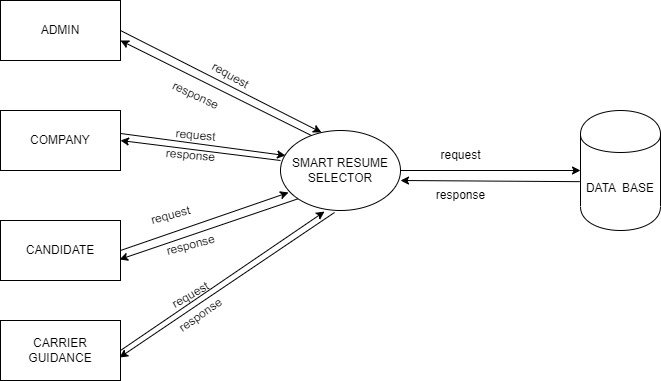 ADMIN
request
response
COMPANY
request
response
SMART RESUME
SELECTOR
request
response
DATA BASE
CANDIDATE
request
response
CARRIER
GUIDANCE
request
response